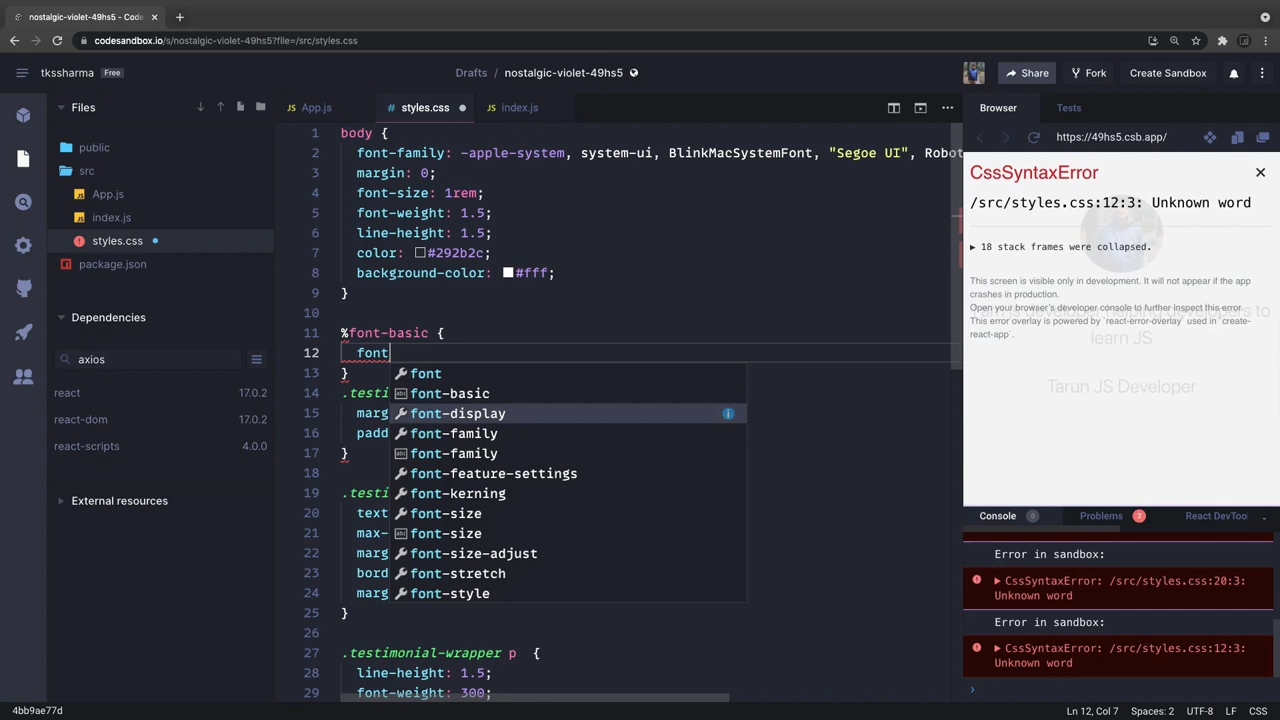 nostalgic-violet-49hs5 - Codes
codesandbox.io/s/nostalgic-violet-49hs5?file=/src/styles.css
tkssharma Free
Drafts / nostalgic-violet-49hs5
Share Fork Create Sandbox
Files
App.js styles.css index.js
Browser Tests
public
src
App.js
index.js
styles.css
package.json
Dependencies
axios
react 17.0.2
react-dom 17.0.2
react-scripts 4.0.0
External resources
1 body {
2 font-family: -apple-system, system-ui, BlinkMacSystemFont, "Segoe UI", Robot
3 margin: 0;
4 font-size: 1rem;
5 font-weight: 1.5;
6 line-height: 1.5;
7 color: #292b2c;
8 background-color: #fff;
9 }
10
11 %font-basic {
12 font
13 }
14 .testi
15 marg
16 padd
17 }
18
19 .testi
20 text
21 max-
22 marg
23 bord
24 marg
25 }
26
27 .testimonial-wrapper p {
28 line-height: 1.5;
29 font-weight: 300;
font
font-basic
font-display
font-family
font-family
font-feature-settings
font-kerning
font-size
font-size
font-size-adjust
font-stretch
font-style
https://49hs5.csb.app/
CssSyntaxError
/src/styles.css:12:3: Unknown word
▶ 18 stack frames were collapsed.
This screen is visible only in development. It will not appear if the app
crashes in production.
Open your browser's developer console to further inspect this error.
This error overlay is powered by `react-error-overlay` used in `create-
react-app`.
learn JS
Tarun JS Developer
Console 0 Problems 2 React DevTool
Error in sandbox:
▶ CssSyntaxError: /src/styles.css:20:3:
Unknown word
Error in sandbox:
▶ CssSyntaxError: /src/styles.css:12:3:
Unknown word
4bb9ae77d
Ln 12, Col 7 Spaces: 2 UTF-8 LF CSS